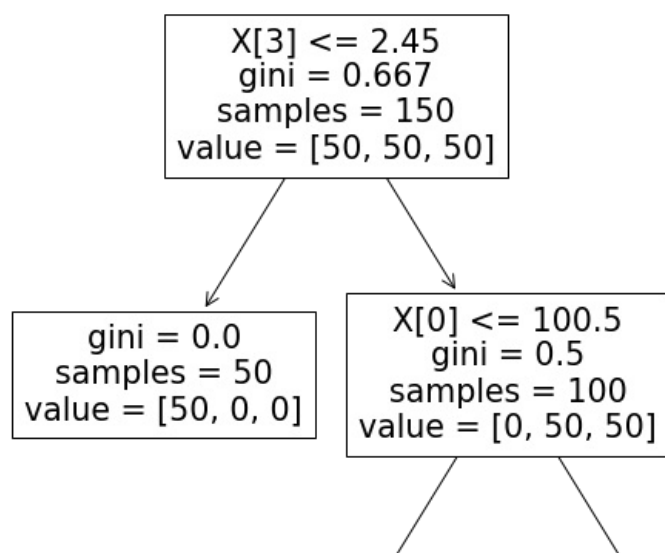 X[3] <= 2.45
gini = 0.667
samples = 150
value = [50, 50, 50]
gini = 0.0
samples = 50
value = [50, 0, 0]
X[0] <= 100.5
gini = 0.5
samples = 100
value = [0, 50, 50]